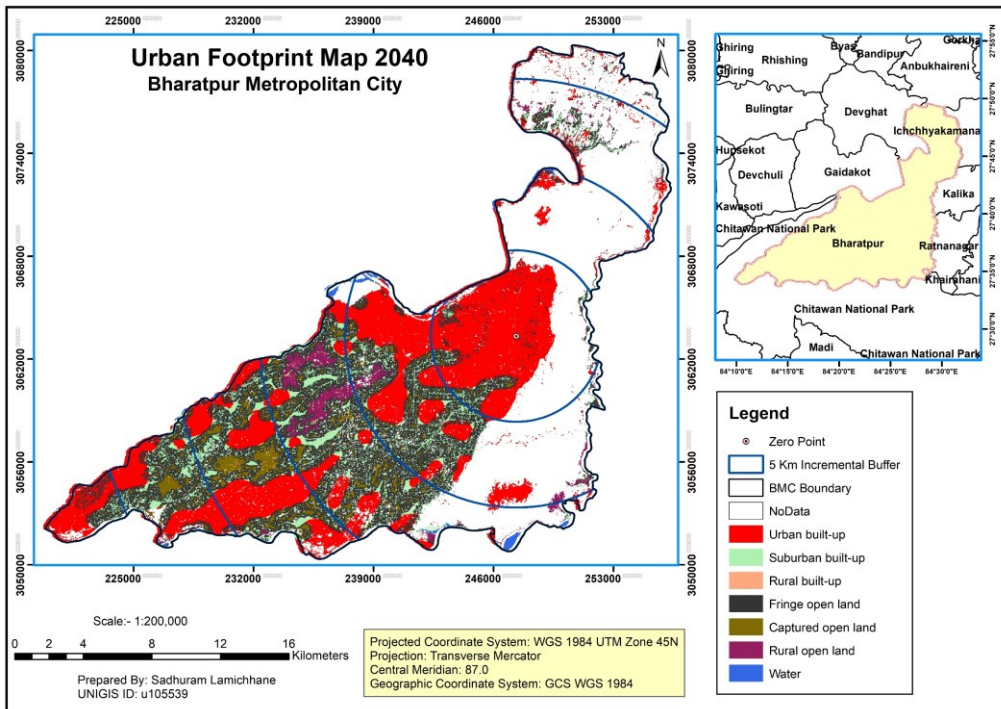 Urban Footprint Map 2040
Bharatpur Metropolitan City
N
225000 232000 239000 246000 253000
3080000
3074000
3068000
3062000
3056000
3050000
225000 232000 239000 246000 253000
3080000
3074000
3068000
3062000
3056000
3050000
Scale:- 1:200,000
0 2 4 8 12 16
Kilometers
Prepared By: Sadhuram Lamichhane
UNIGIS ID: u105539
Projected Coordinate System: WGS 1984 UTM Zone 45N
Projection: Transverse Mercator
Central Meridian: 87.0
Geographic Coordinate System: GCS WGS 1984
Ghiring
Ghiring
Rhishing
Byas
Bandipur
Gorkha
Anbukhaireni
Bulingtar
Devghat
Ichchhyakamana
Hupsekot
Devchuli
Gaidakot
Kawasoti
Kalika
Chitawan National Park
Bharatpur
Ratnanagar
Khairahani
Chitawan National Park
Madi
Chitawan National Park
27°55'0"N
27°50'0"N
27°45'0"N
27°40'0"N
27°35'0"N
27°30'0"N
84°10'0"E 84°15'0"E 84°20'0"E 84°25'0"E 84°30'0"E
Legend
Zero Point
5 Km Incremental Buffer
BMC Boundary
NoData
Urban built-up
Suburban built-up
Rural built-up
Fringe open land
Captured open land
Rural open land
Water